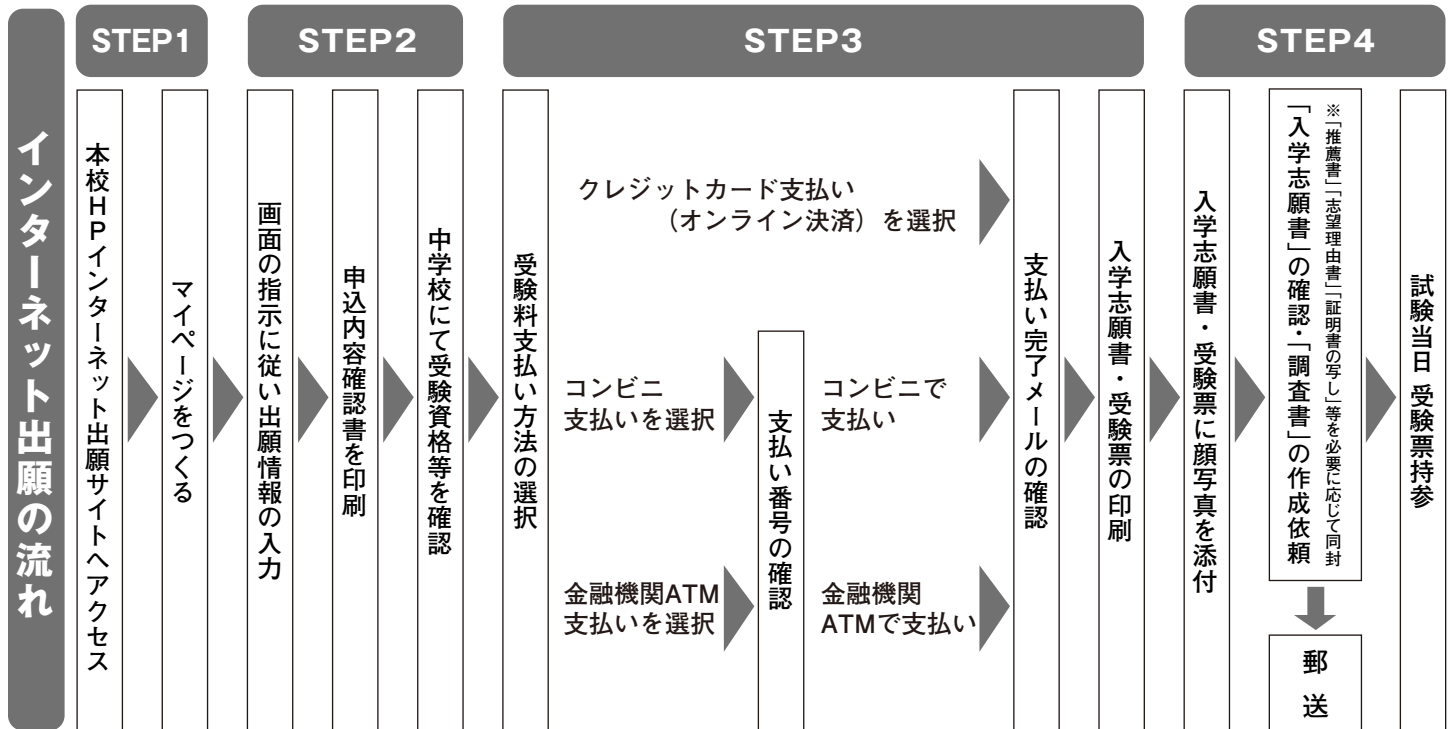 インターネット出願の流れ
STEP1
本校HPインターネット出願サイトへアクセス
マイページをつくる
STEP2
画面の指示に従い出願情報の入力
申込内容確認書を印刷
中学校にて受験資格等を確認
STEP3
受験料支払い方法の選択
クレジットカード支払い
（オンライン決済）を選択
コンビニ
支払いを選択
金融機関ATM
支払いを選択
支払い番号の確認
コンビニで
支払い
金融機関
ATMで支払い
支払い完了メールの確認
入学志願書・受験票の印刷
STEP4
入学志願書・受験票に顔写真を添付
※「推薦書」「志望理由書」「証明書の写し」等を必要に応じて同封
「入学志願書」の確認・「調査書」の作成依頼
郵送
試験当日 受験票持参